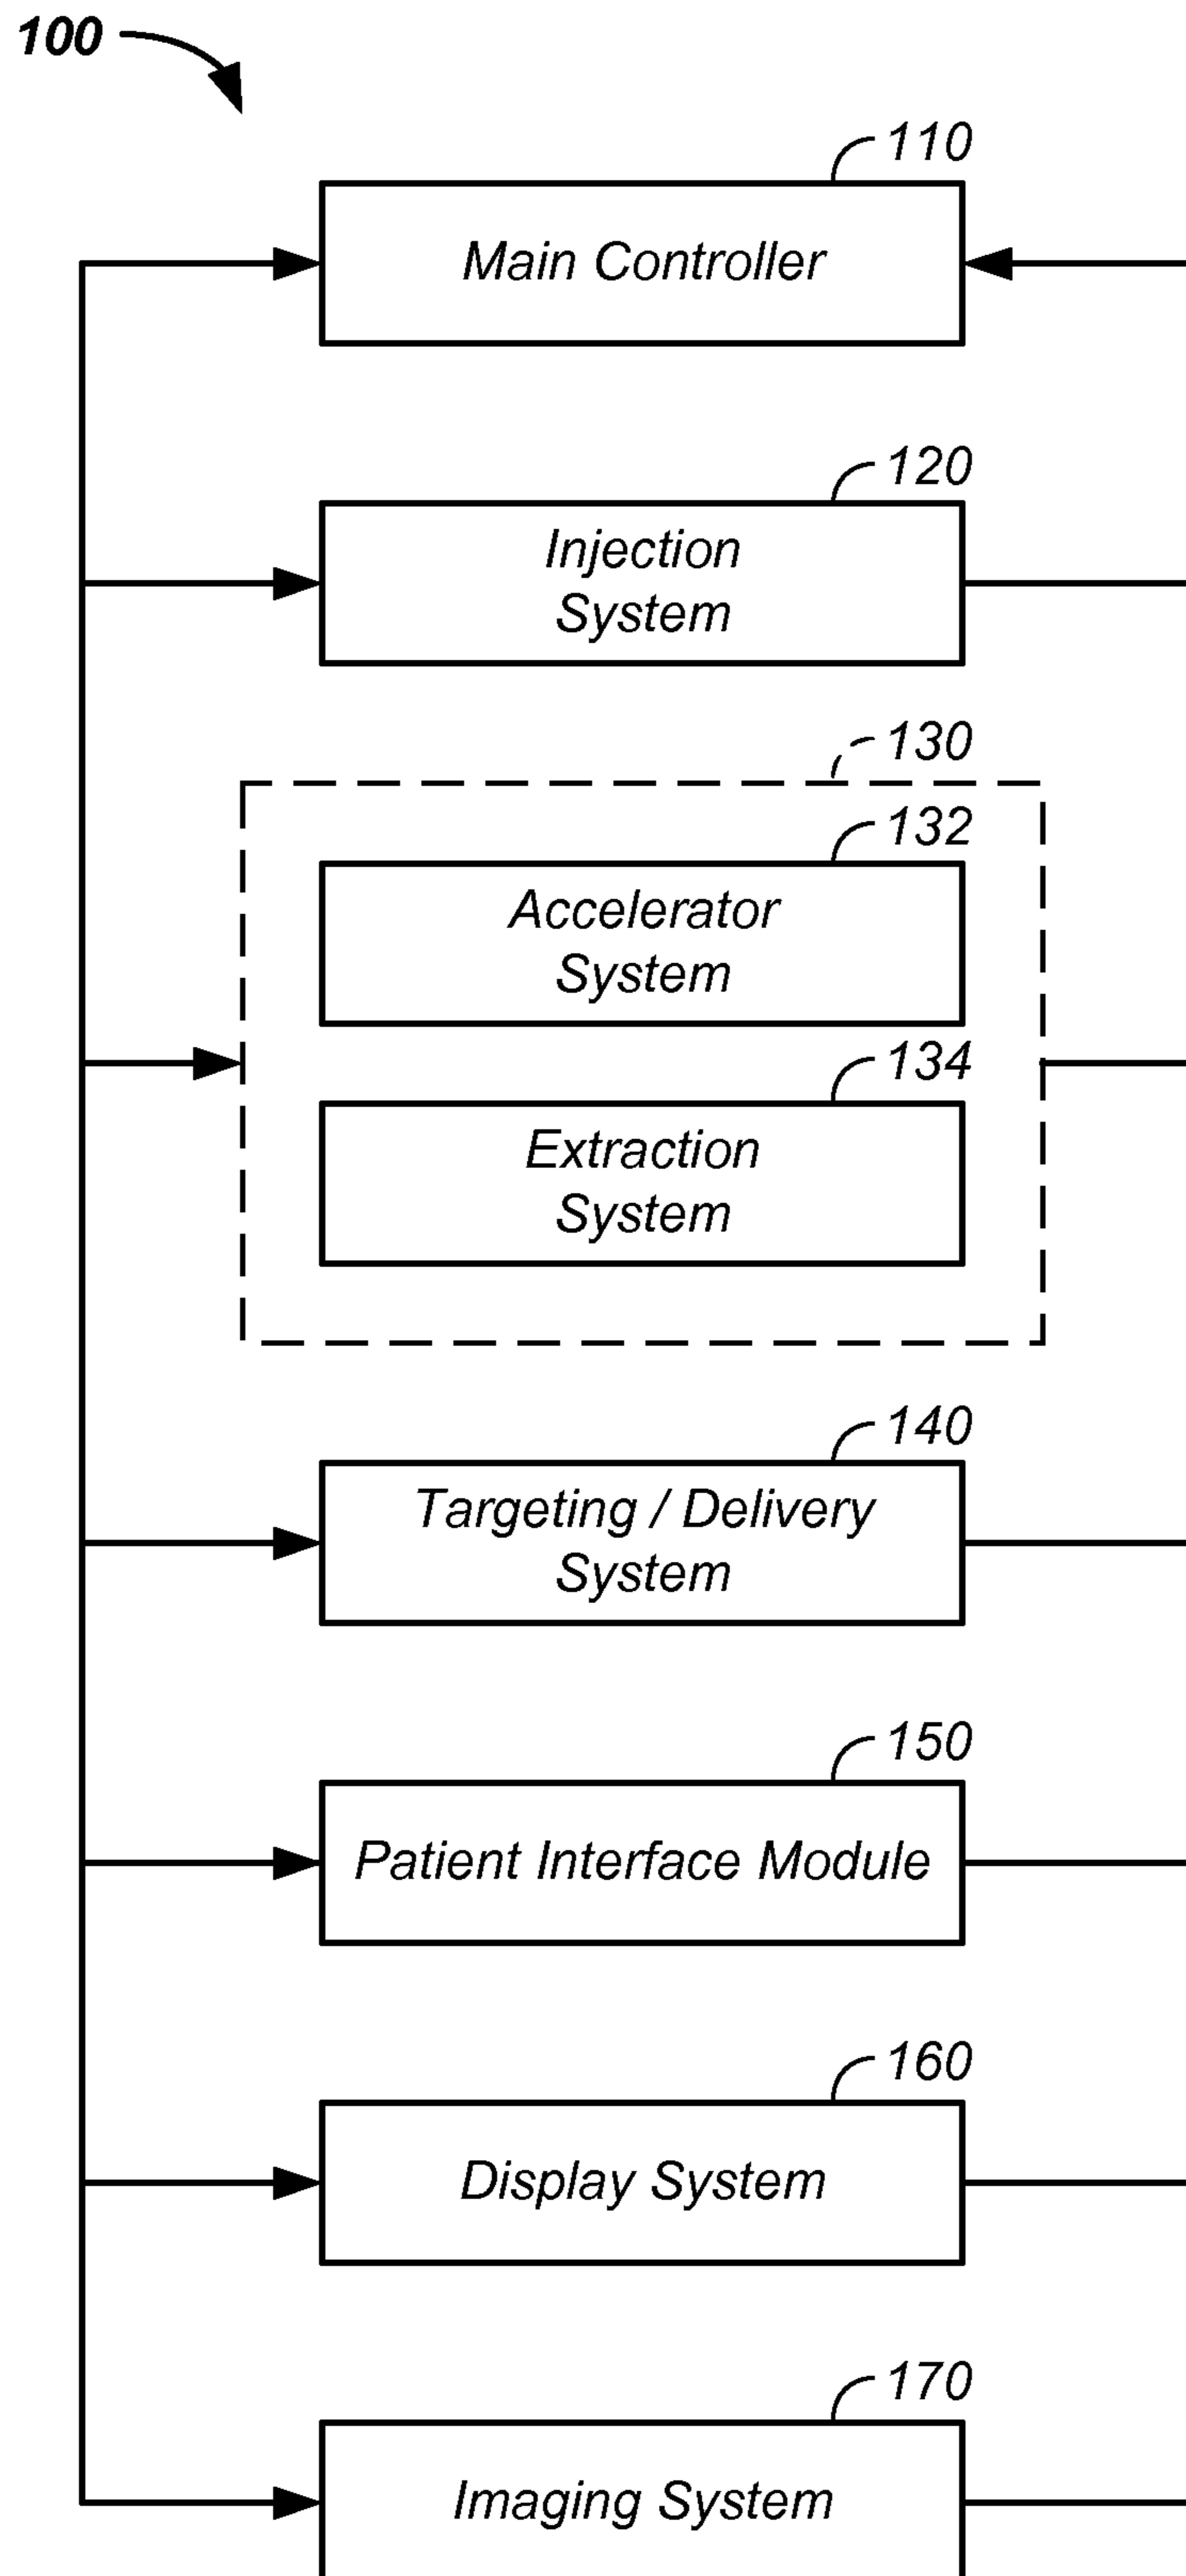 100
110
Main Controller
120
Injection
System
130
132
Accelerator
System
134
Extraction
System
140
Targeting / Delivery
System
150
Patient Interface Module
160
Display System
170
Imaging System